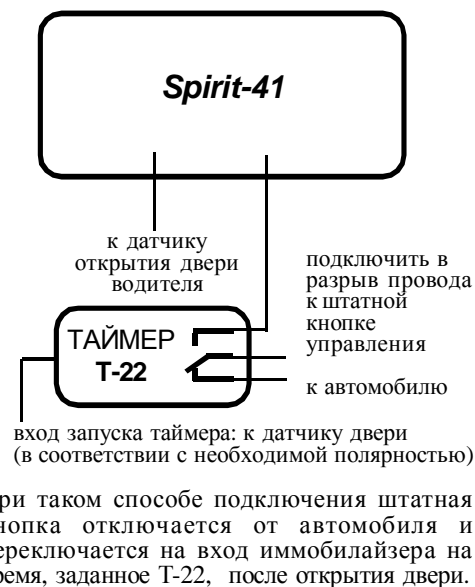 Spirit-41
к датчику
открытия двери
водителя
подключить в
разрыв провода
к штатной
кнопке
управления
ТАЙМЕР
Т-22
к автомобилю
вход запуска таймера: к датчику двери
(в соответствии с необходимой полярностью)
ри таком способе подключения штатная
нопка отключается от автомобиля и
ереключается на вход иммобилайзера на
ремя, заданное Т-22, после открытия двери.